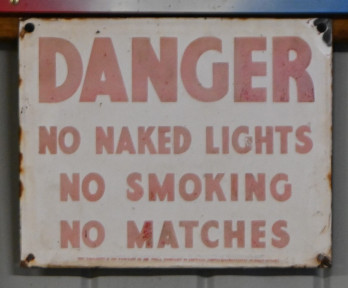 DANGER
NO NAKED LIGHTS
NO SMOKING
NO MATCHES